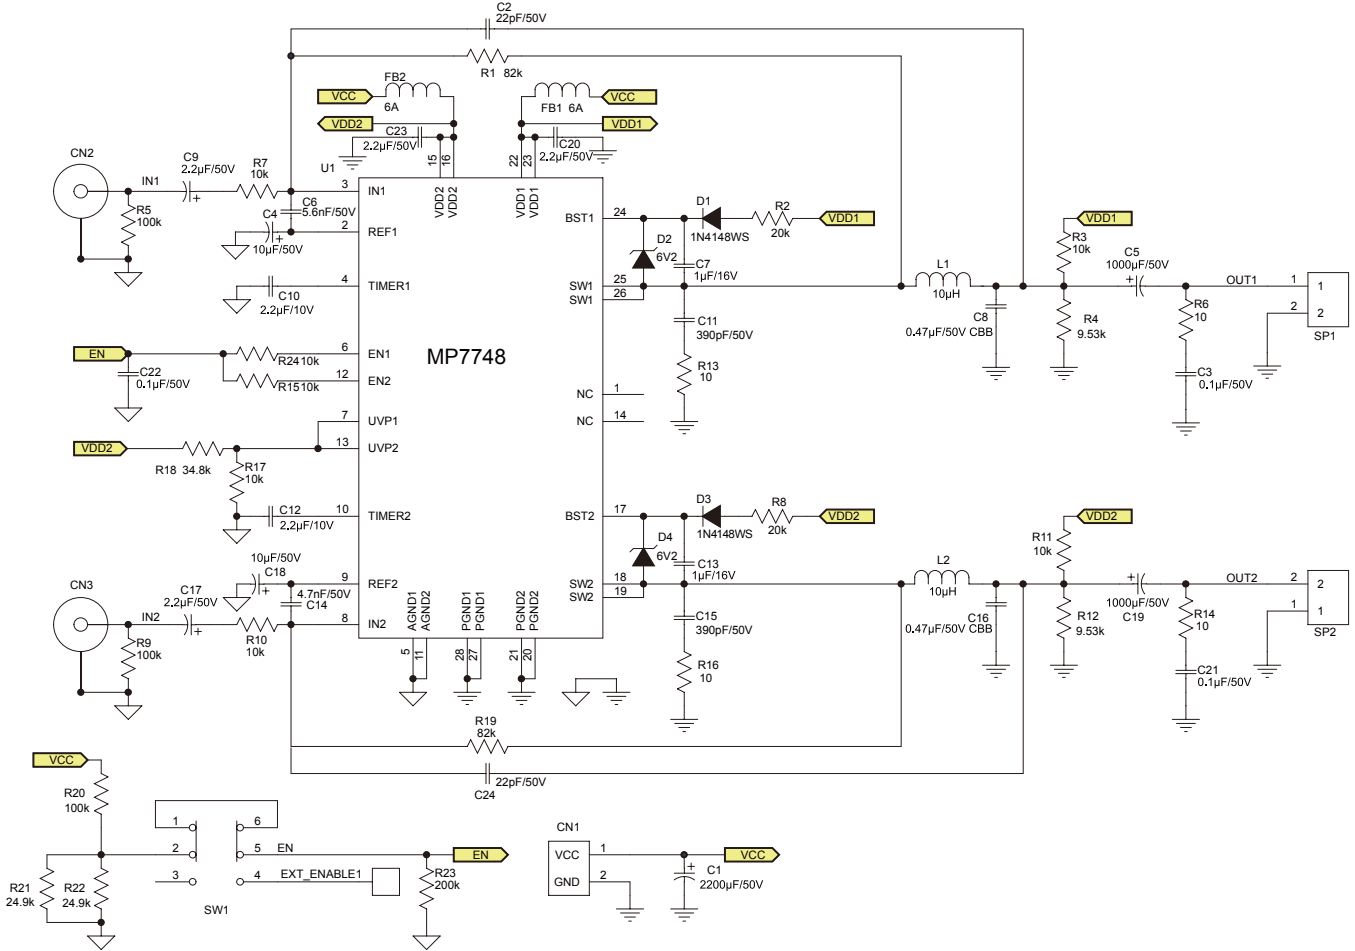 C2
22pF/50V
R1 82k
FB2
6A
VCC
VDD2
C23
2.2µF/50V
FB1 6A
VCC
VDD1
C20
2.2µF/50V
15
16
22
23
VDD2
VDD2
VDD1
VDD1
U1
MP7748
CN2
IN1
C9
2.2µF/50V
R7
10k
R5
100k
C6
5.6nF/50V
C4
10µF/50V
3
IN1
2
REF1
4
TIMER1
C10
2.2µF/10V
EN
C22
0.1µF/50V
R24 10k
R15 10k
6
EN1
12
EN2
7
UVP1
13
UVP2
VDD2
R18 34.8k
R17
10k
C12
2.2µF/10V
10
TIMER2
10µF/50V
C18
9
REF2
4.7nF/50V
C14
8
IN2
CN3
IN2
C17
2.2µF/50V
R9
100k
R10
10k
AGND1
AGND2
PGND1
PGND1
PGND2
PGND2
5
11
28
27
21
20
BST1
24
D1
1N4148WS
R2
20k
VDD1
D2
6V2
C7
1µF/16V
SW1
25
SW1
26
C11
390pF/50V
R13
10
NC
1
NC
14
L1
10µH
C8
0.47µF/50V CBB
VDD1
R3
10k
R4
9.53k
C5
1000µF/50V
R6
10
C3
0.1µF/50V
OUT1
1
1
2
2
SP1
BST2
17
D3
1N4148WS
R8
20k
VDD2
D4
6V2
C13
1µF/16V
SW2
18
SW2
19
C15
390pF/50V
R16
10
L2
10µH
C16
0.47µF/50V CBB
VDD2
R11
10k
R12
9.53k
1000µF/50V
C19
R14
10
C21
0.1µF/50V
OUT2
2
2
1
1
SP2
R19
82k
22pF/50V
C24
VCC
R20
100k
R21
24.9k
R22
24.9k
1
2
3
6
5
4
SW1
EN
EXT_ENABLE1
EN
R23
200k
CN1
VCC
1
GND
2
C1
2200µF/50V
VCC